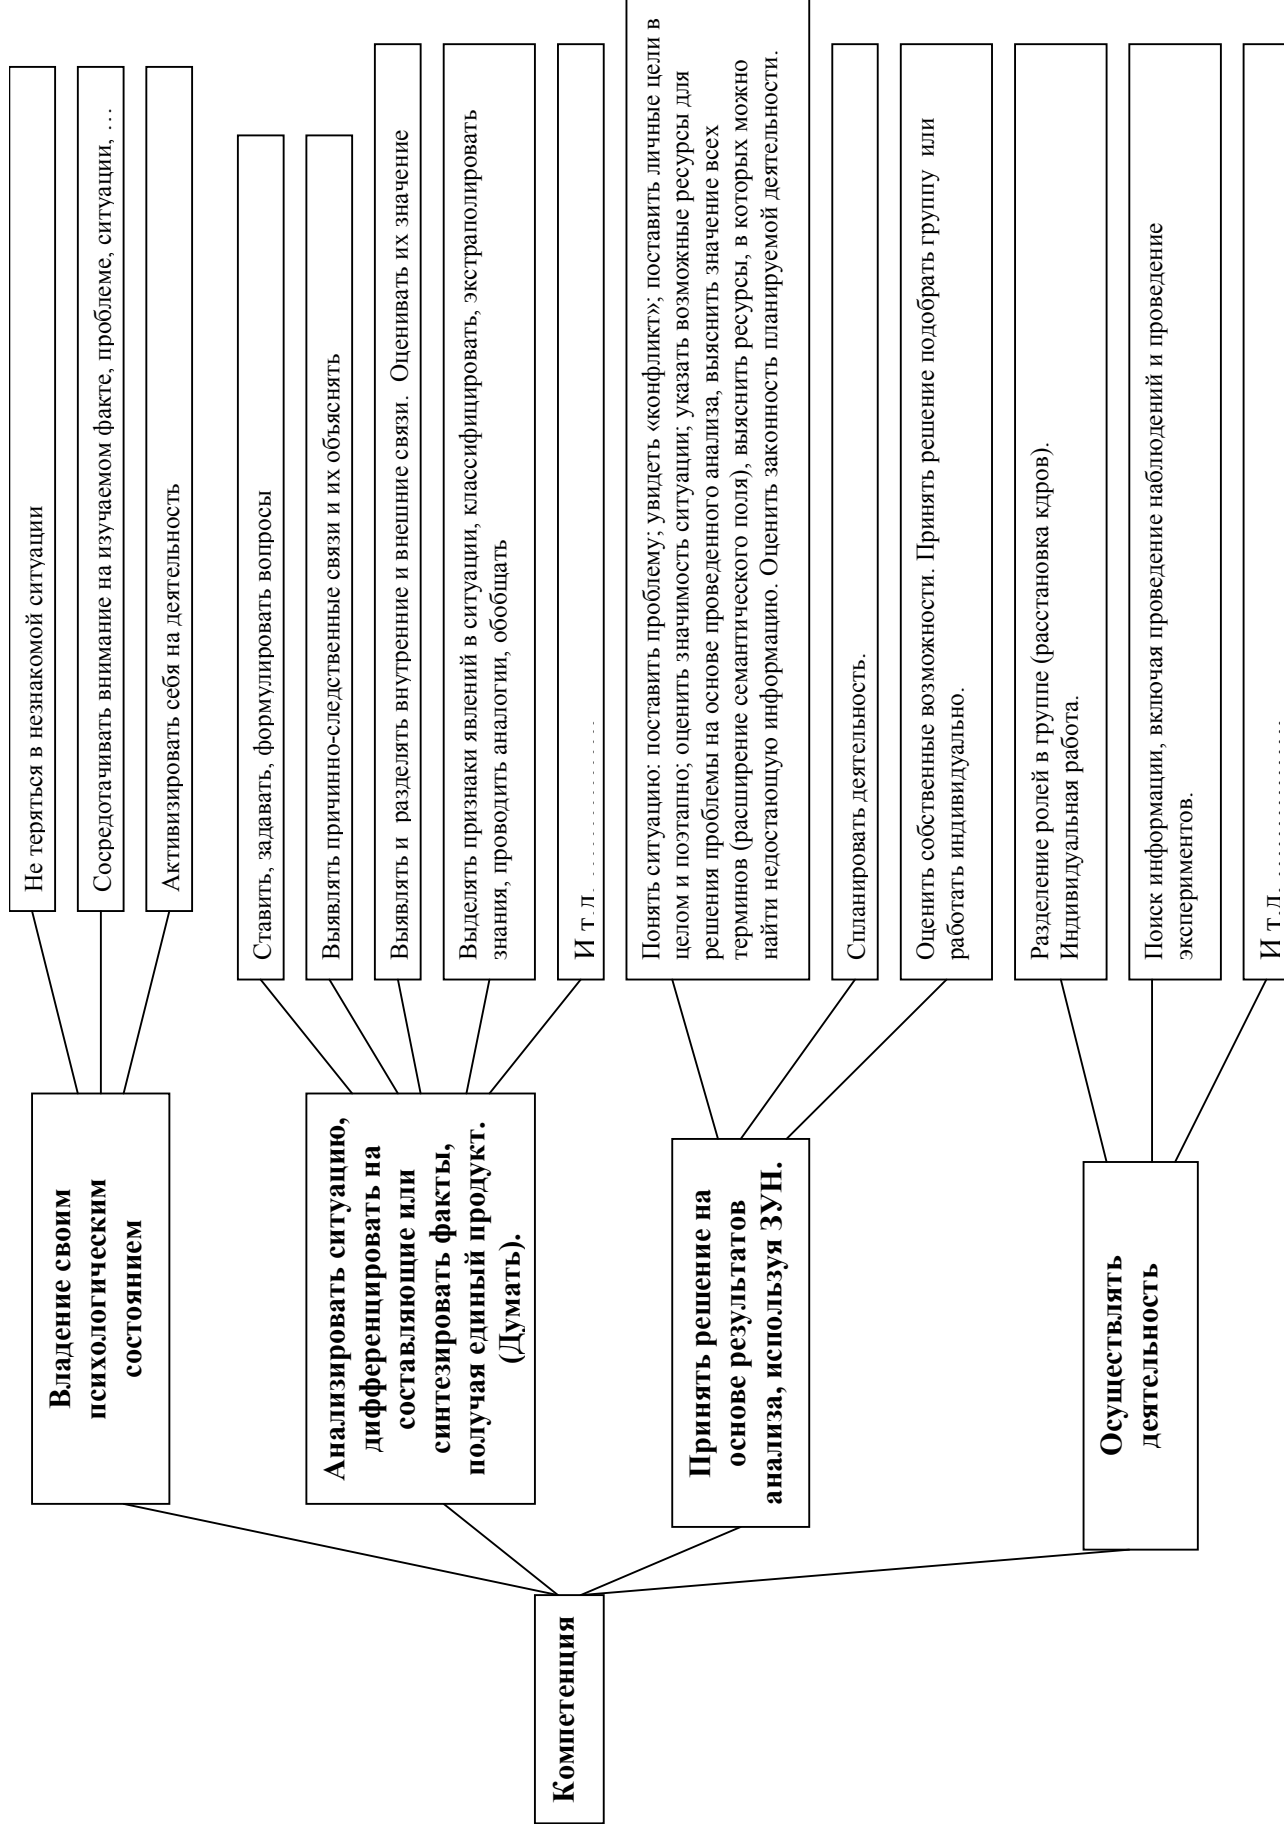 Компетенция
Владение своим
психологическим
состоянием
Не теряться в незнакомой ситуации
Сосредотачивать внимание на изучаемом факте, проблеме, ситуации, …
Активизировать себя на деятельность
Анализировать ситуацию,
дифференцировать на
составляющие или
синтезировать факты,
получая единый продукт.
(Думать).
Ставить, задавать, формулировать вопросы
Выявлять причинно-следственные связи и их объяснять
Выявлять и разделять внутренние и внешние связи. Оценивать их значение
Выделять признаки явлений в ситуации, классифицировать, экстраполировать
знания, проводить аналогии, обобщать
И т.д. ……………
Принять решение на
основе результатов
анализа, используя ЗУН.
Понять ситуацию: поставить проблему; увидеть «конфликт»; поставить личные цели в
целом и поэтапно; оценить значимость ситуации; указать возможные ресурсы для
решения проблемы на основе проведенного анализа, выяснить значение всех
терминов (расширение семантического поля), выяснить ресурсы, в которых можно
найти недостающую информацию. Оценить законность планируемой деятельности.
Спланировать деятельность.
Оценить собственные возможности. Принять решение подобрать группу или
работать индивидуально.
Осуществлять
деятельность
Разделение ролей в группе (расстановка кдров).
Индивидуальная работа.
Поиск информации, включая проведение наблюдений и проведение
экспериментов.
И т.д. ……………